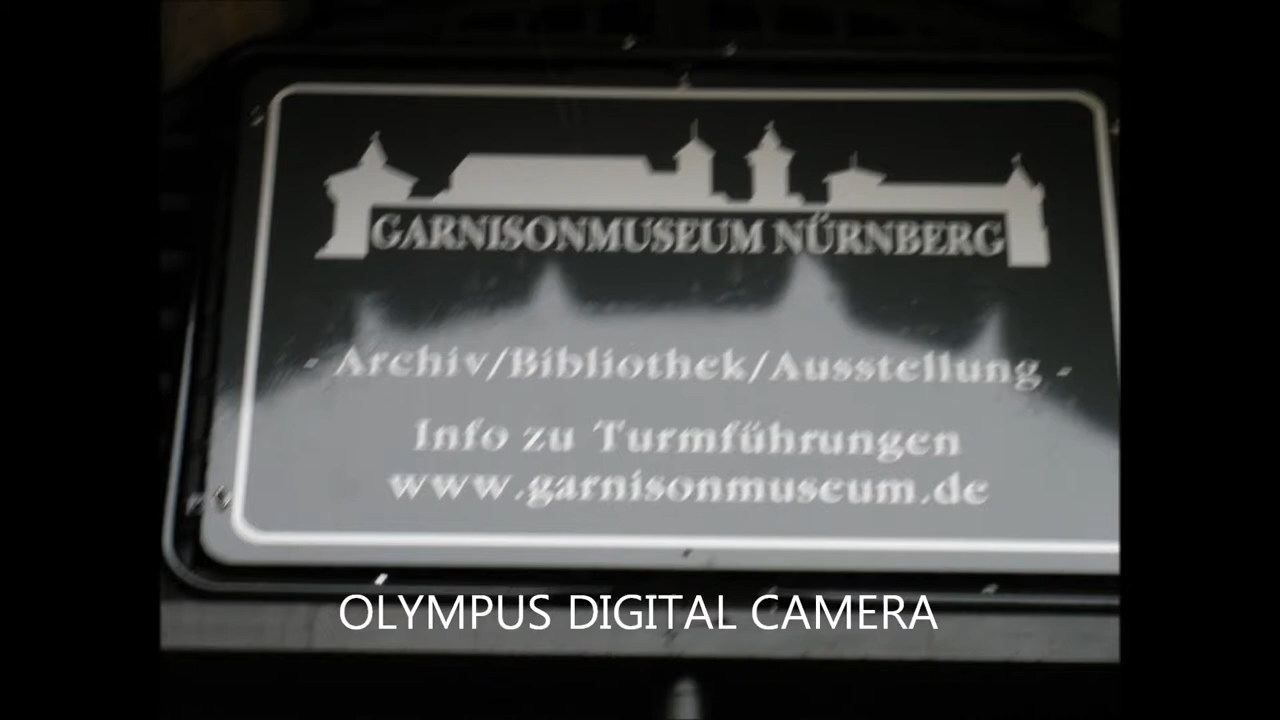 GARNISONMUSEUM NÜRNBERG
- Archiv/Bibliothek/Ausstellung -
Info zu Turmführungen
www.garnisonmuseum.de
OLYMPUS DIGITAL CAMERA